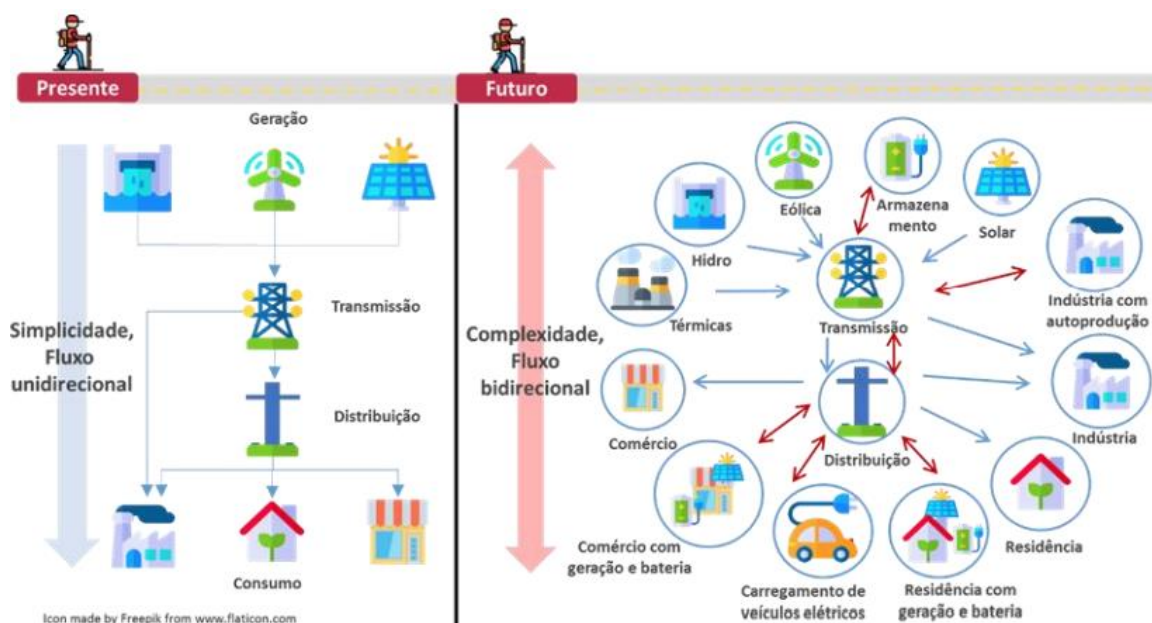 Presente
Futuro
Geração
Transmissão
Simplicidade,
Fluxo
unidirecional
Distribuição
Consumo
Icon made by Freepik from www.flaticon.com
Eólica
Armazena
mento
Solar
Hidro
Térmicas
Transmissão
Indústria com
autoprodução
Complexidade,
Fluxo
bidirecional
Comércio
Distribuição
Indústria
Comércio com
geração e bateria
Carregamento de
veículos elétricos
Residência com
geração e bateria
Residência